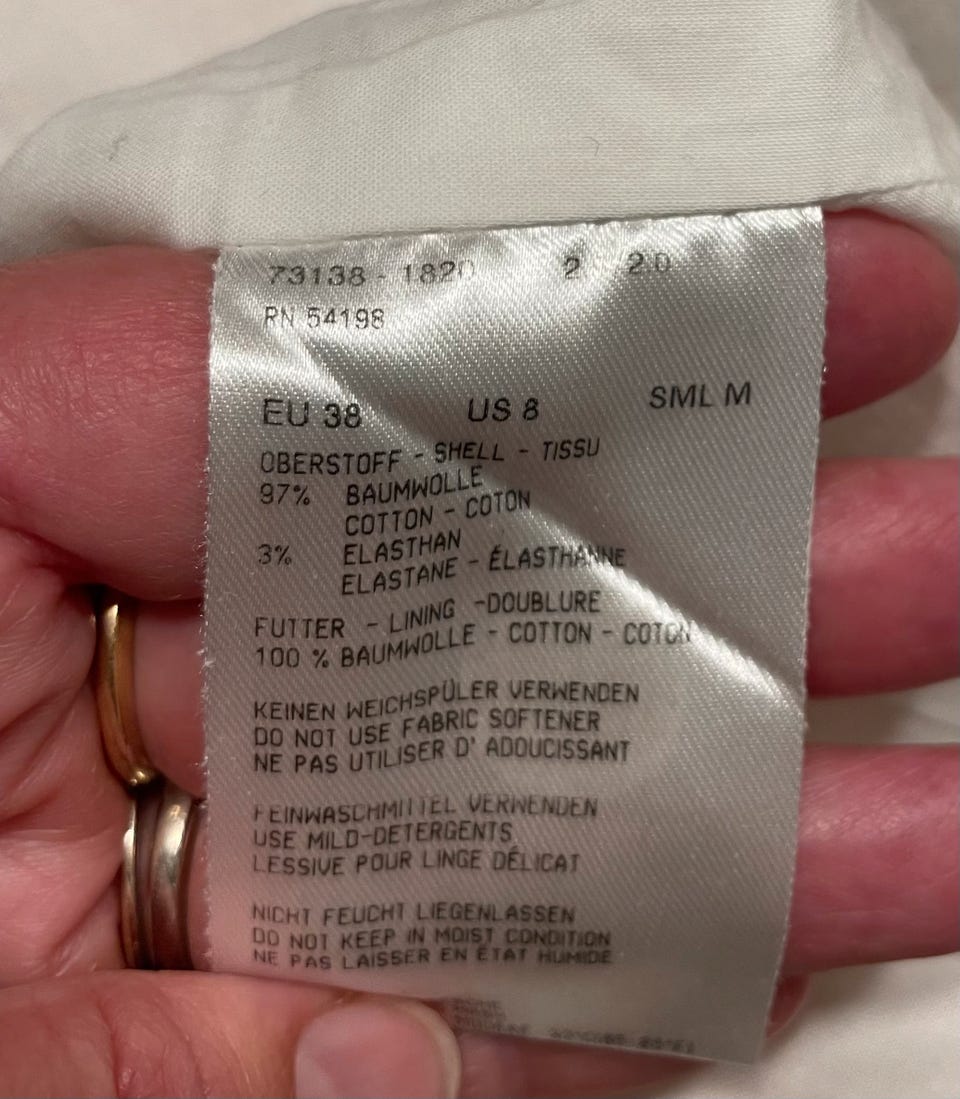 73138 - 1820 2 2.0
RN 54198
EU 38 US 8 SML M
OBERSTOFF - SHELL - TISSU
97% BAUMWOLLE
COTTON - COTON
3% ELASTHAN
ELASTANE - ÉLASTHANNE
FUTTER - LINING -DOUBLURE
100 % BAUMWOLLE - COTTON - COTON
KEINEN WEICHSPÜLER VERWENDEN
DO NOT USE FABRIC SOFTENER
NE PAS UTILISER D' ADOUCISSANT
FEINWASCHMITTEL VERWENDEN
USE MILD-DETERGENTS
LESSIVE POUR LINGE DÉLICAT
NICHT FEUCHT LIEGENLASSEN
DO NOT KEEP IN MOIST CONDITION
NE PAS LAISSER EN ÉTAT HUMIDE